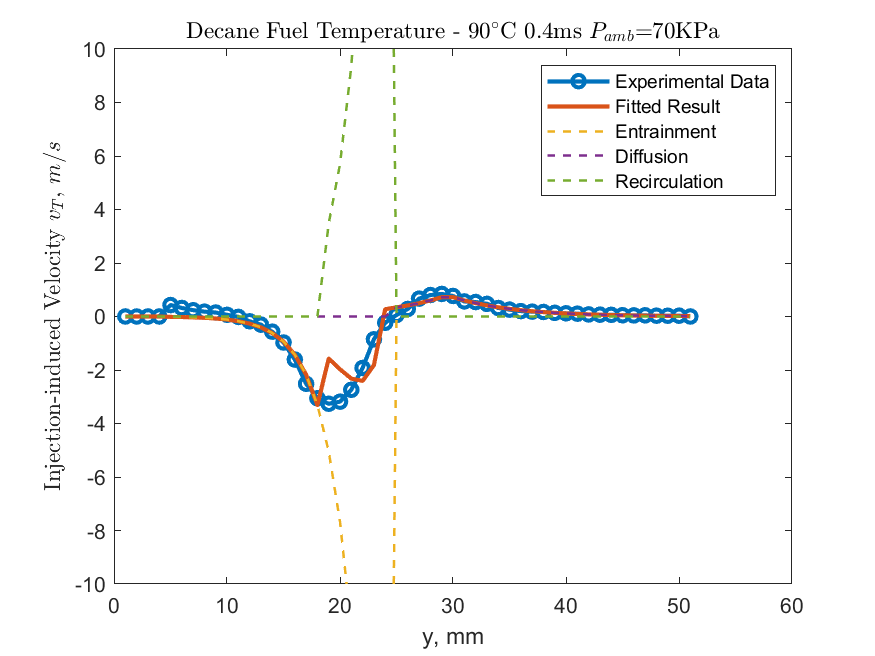 Decane Fuel Temperature - 90°C 0.4ms P_amb=70KPa
Injection-induced Velocity v_T, m/s
10
8
6
4
2
0
-2
-4
-6
-8
-10
Experimental Data
Fitted Result
Entrainment
Diffusion
Recirculation
0 10 20 30 40 50 60
y, mm